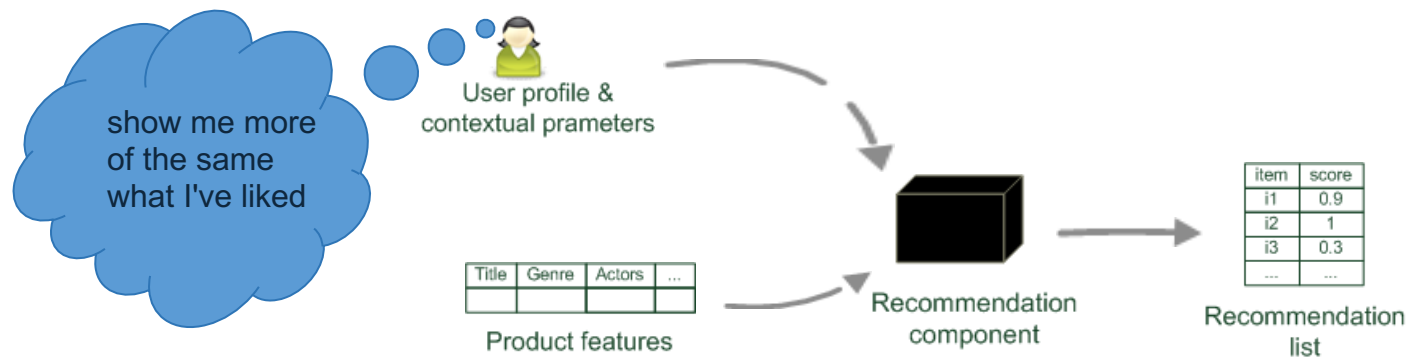 show me more
of the same
what I've liked
User profile &
contextual prameters
Title Genre Actors ...
Product features
Recommendation
component
item score
i1 0.9
i2 1
i3 0.3
... ...
Recommendation
list